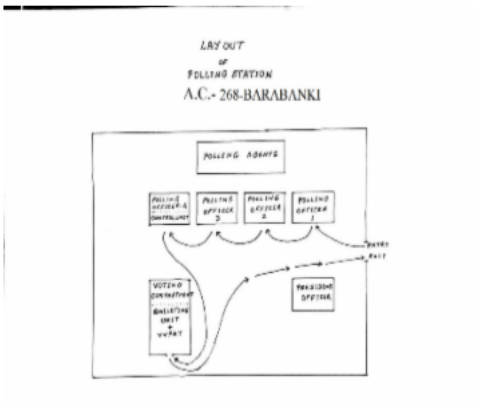 LAY OUT
OF
POLLING STATION
A.C.- 268-BARABANKI
POLLING AGENTS
POLLING
OFFICER-4
CONTROL UNIT
POLLING
OFFICER
3
POLLING
OFFICER
2
POLLING
OFFICER
1
ENTRY
EXIT
VOTING
COMPARTMENT
BALLOTING
UNIT
+
VVPAT
PRESIDING
OFFICER